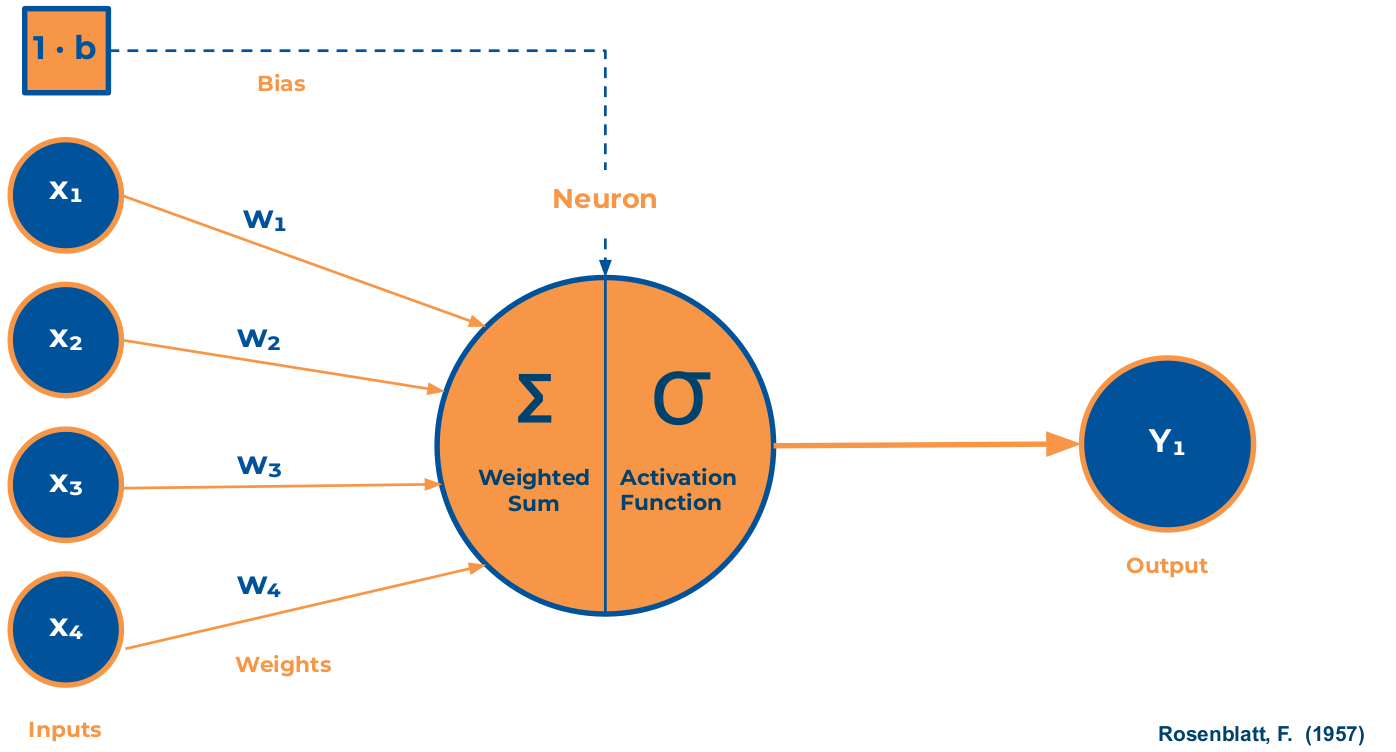 1 · b
Bias
x₁
w₁
Neuron
x₂
w₂
x₃
w₃
x₄
w₄
Σ
σ
Weighted
Sum
Activation
Function
Y₁
Output
Weights
Inputs
Rosenblatt, F. (1957)